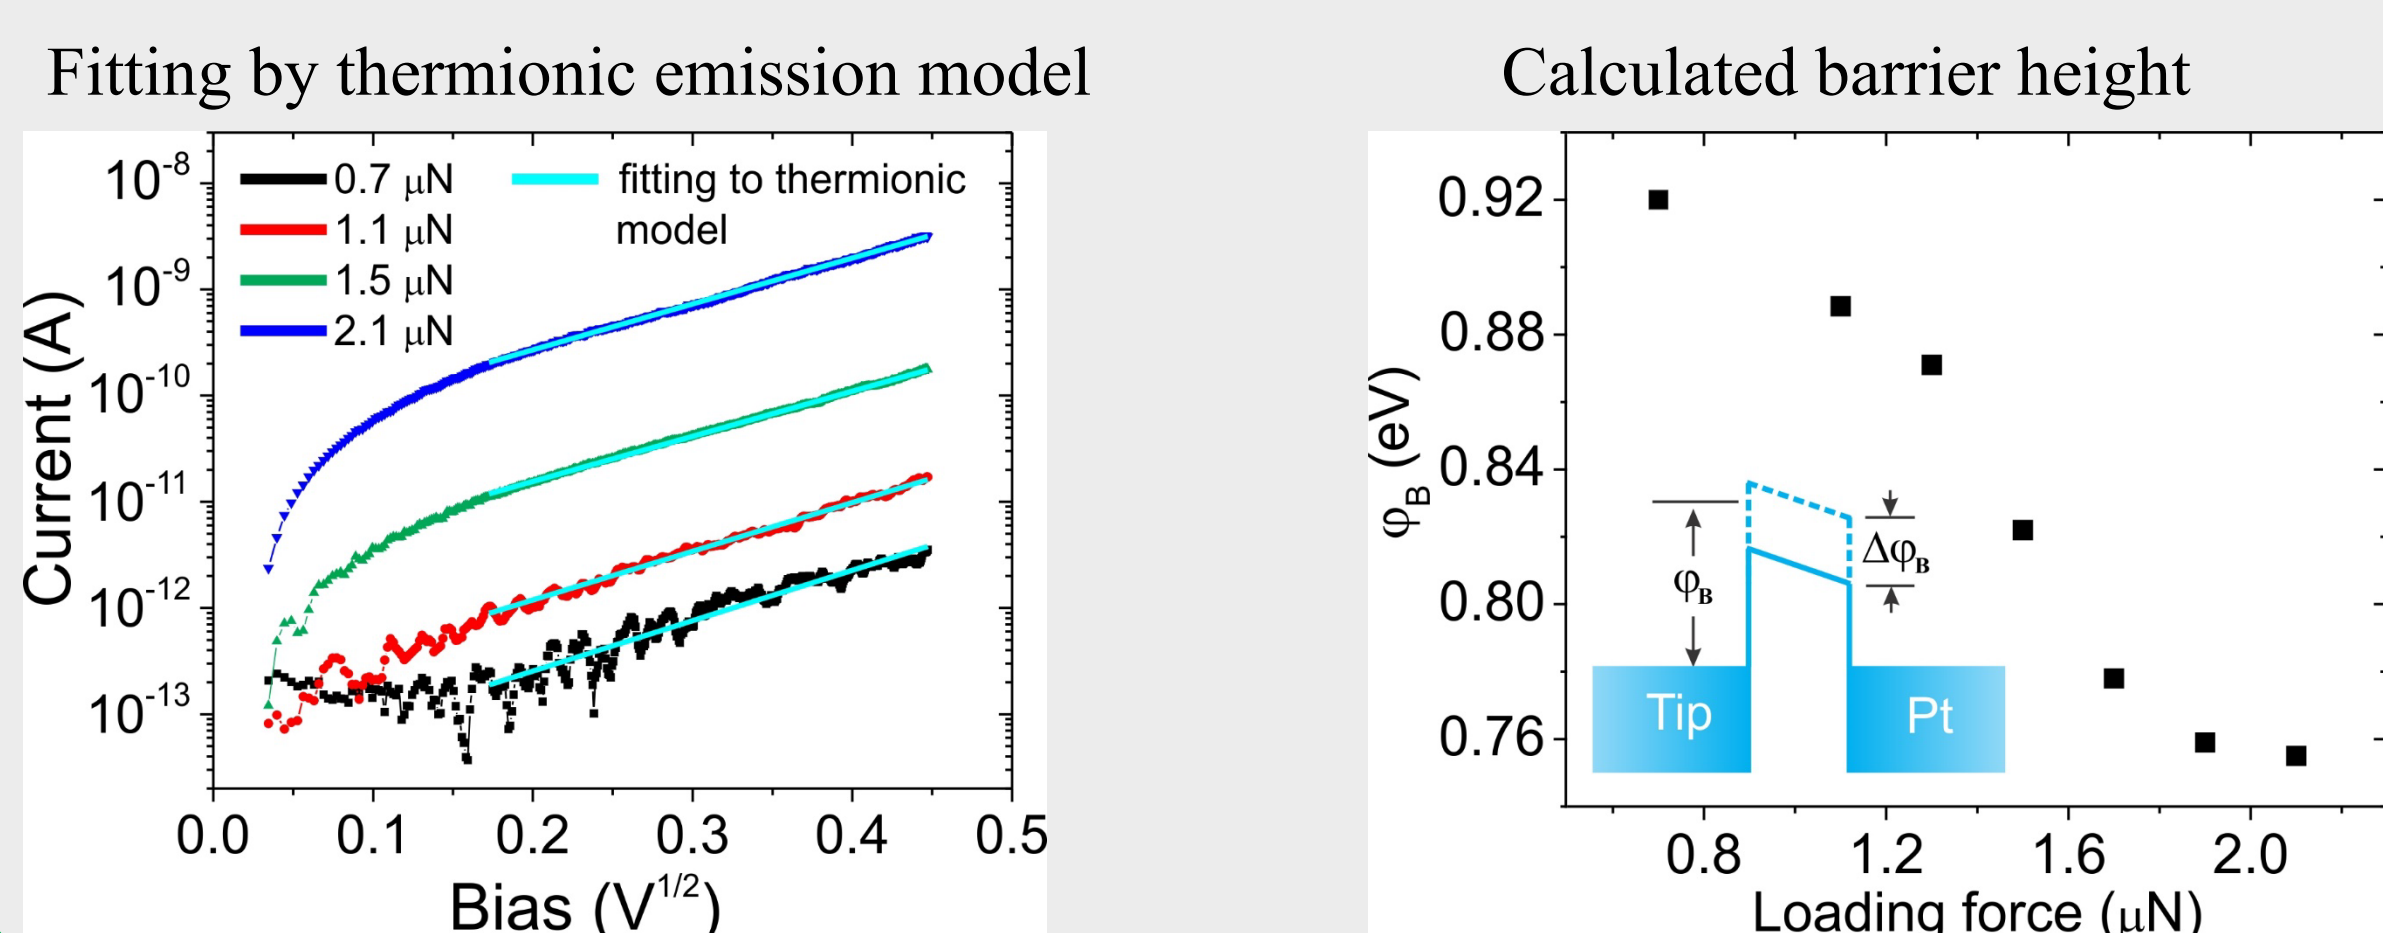 Fitting by thermionic emission model
10⁻⁸
10⁻⁹
10⁻¹⁰
10⁻¹¹
10⁻¹²
10⁻¹³
Current (A)
0.7 μN
1.1 μN
1.5 μN
2.1 μN
fitting to thermionic
model
0.0 0.1 0.2 0.3 0.4 0.5
Bias (V¹/²)
Calculated barrier height
0.92
0.88
0.84
0.80
0.76
φB (eV)
φB
ΔφB
Tip
Pt
0.8 1.2 1.6 2.0
Loading force (μN)